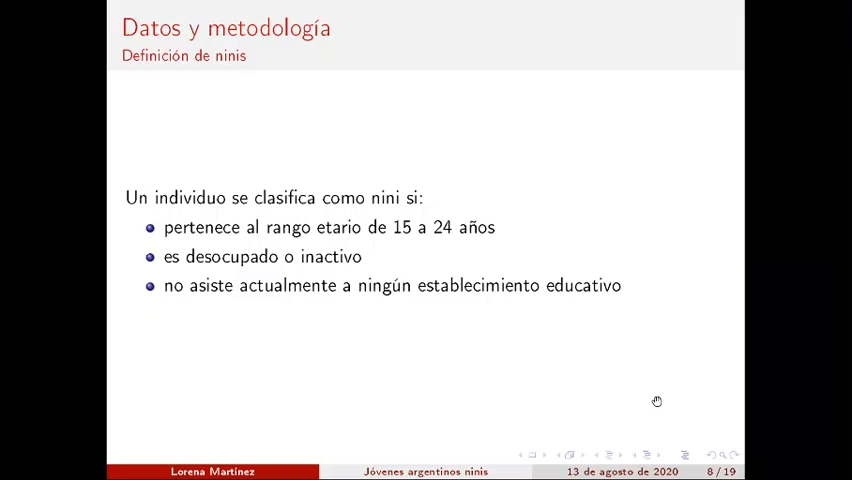 Datos y metodología
Definición de ninis
Un individuo se clasifica como nini si:
pertenece al rango etario de 15 a 24 años
es desocupado o inactivo
no asiste actualmente a ningún establecimiento educativo
Lorena Martínez Jóvenes argentinos ninis 13 de agosto de 2020 8 / 19